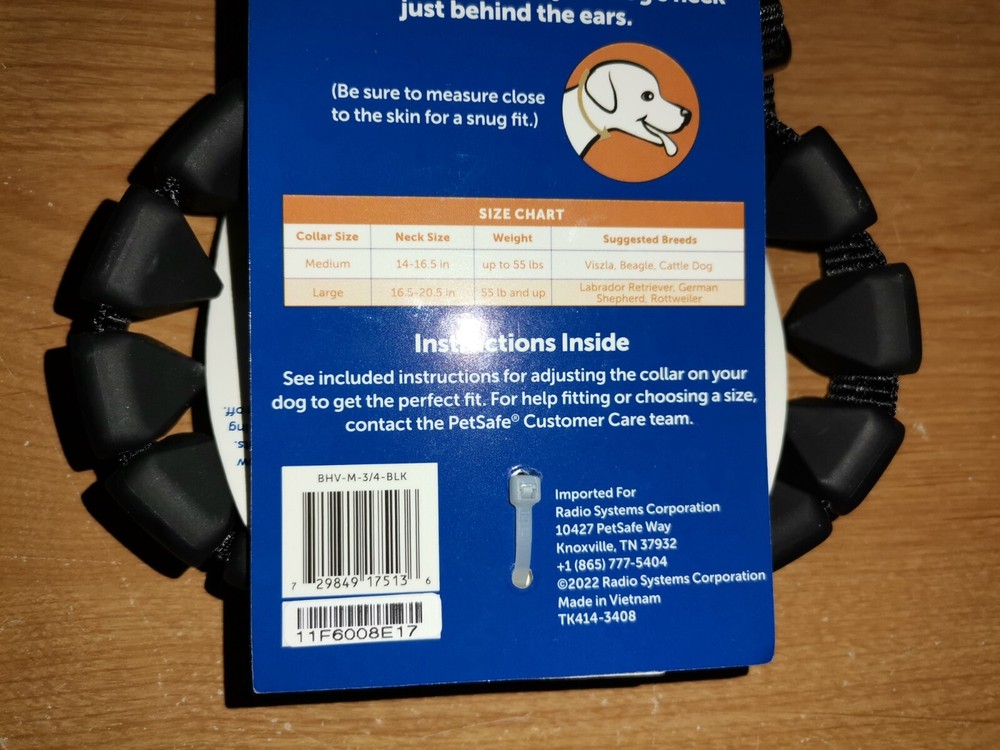 neck
just behind the ears.
(Be sure to measure close
to the skin for a snug fit.)
SIZE CHART
Collar Size Neck Size Weight Suggested Breeds
Medium 14-16.5 in up to 55 lbs Viszla, Beagle, Cattle Dog
Large 16.5-20.5 in 55 lb and up Labrador Retriever, German
Shepherd, Rottweiler
Instructions Inside
See included instructions for adjusting the collar on your
dog to get the perfect fit. For help fitting or choosing a size,
contact the PetSafe® Customer Care team.
BHV-M-3/4-BLK
7 29849 17513 6
11F6008E17
Imported For
Radio Systems Corporation
10427 PetSafe Way
Knoxville, TN 37932
+1 (865) 777-5404
©2022 Radio Systems Corporation
Made in Vietnam
TK414-3408